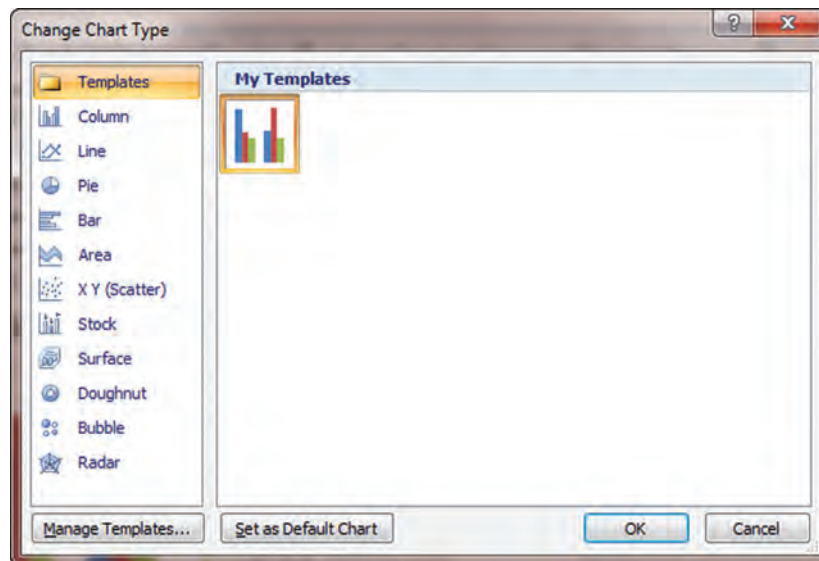 Change Chart Type
Templates
Column
Line
Pie
Bar
Area
X Y (Scatter)
Stock
Surface
Doughnut
Bubble
Radar
My Templates
Manage Templates...
Set as Default Chart
OK
Cancel